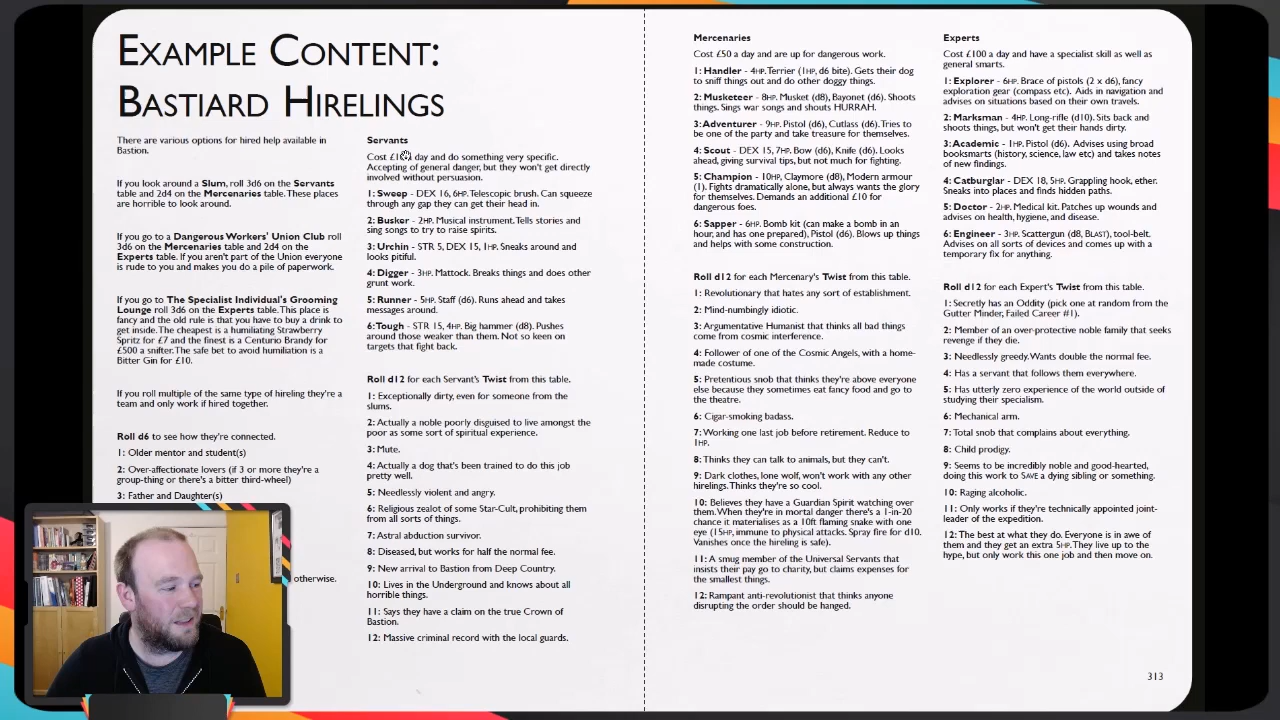 EXAMPLE CONTENT:
BASTIARD HIRELINGS
There are various options for hired help available in
Bastion.
If you look around a Slum, roll 3d6 on the Servants
table and 2d4 on the Mercenaries table. These places
are horrible to look around.
If you go to a Dangerous Workers' Union Club roll
3d6 on the Mercenaries table and 2d4 on the
Experts table. If you aren't part of the Union everyone
is rude to you and makes you do a pile of paperwork.
If you go to The Specialist Individual's Grooming
Lounge roll 3d6 on the Experts table. This place is
fancy and the old rule is that you have to buy a drink to
get inside. The cheapest is a humiliating Strawberry
Spritz for £7 and the finest is a Centurio Brandy for
£500 a snifter. The safe bet to avoid humiliation is a
Bitter Gin for £10.
If you roll multiple of the same type of hireling they're a
team and only work if hired together.
Roll d6 to see how they're connected.
1: Older mentor and student(s)
2: Over-affectionate lovers (if 3 or more they're a
group-thing or there's a bitter third-wheel)
3: Father and Daughter(s)
otherwise.
Servants
Cost a day and do something very specific.
Accepting of general danger, but they won't get directly
involved without persuasion.
1: Sweep - DEX 16, 6HP. Telescopic brush. Can squeeze
through any gap they can get their head in.
2: Busker - 2HP. Musical instrument. Tells stories and
sing songs to try to raise spirits.
3: Urchin - STR 5, DEX 15, 1HP. Sneaks around and
looks pitiful.
4: Digger - 3HP. Mattock. Breaks things and does other
grunt work.
5: Runner - 5HP. Staff (d6). Runs ahead and takes
messages around.
6:Tough - STR 15, 4HP. Big hammer (d8). Pushes
around those weaker than them. Not so keen on
targets that fight back.
Roll d12 for each Servant's Twist from this table.
1: Exceptionally dirty, even for someone from the
slums.
2: Actually a noble poorly disguised to live amongst the
poor as some sort of spiritual experience.
3: Mute.
4: Actually a dog that's been trained to do this job
pretty well.
5: Needlessly violent and angry.
6: Religious zealot of some Star-Cult, prohibiting them
from all sorts of things.
7: Astral abduction survivor.
8: Diseased, but works for half the normal fee.
9: New arrival to Bastion from Deep Country.
10: Lives in the Underground and knows about all
horrible things.
11: Says they have a claim on the true Crown of
Bastion.
12: Massive criminal record with the local guards.
Mercenaries
Cost £50 a day and are up for dangerous work.
1: Handler - 4HP. Terrier (1HP, d6 bite). Gets their dog
to sniff things out and do other doggy things.
2: Musketeer - 8HP. Musket (d8), Bayonet (d6). Shoots
things. Sings war songs and shouts HURRAH.
3: Adventurer - 9HP. Pistol (d6), Cutlass (d6). Tries to
be one of the party and take treasure for themselves.
4: Scout - DEX 15, 7HP. Bow (d6), Knife (d6). Looks
ahead, giving survival tips, but not much for fighting.
5: Champion - 10HP, Claymore (d8), Modern armour
(1). Fights dramatically alone, but always wants the glory
for themselves. Demands an additional £10 for
dangerous foes.
6: Sapper - 6HP. Bomb kit (can make a bomb in an
hour, and has one prepared), Pistol (d6). Blows up things
and helps with some construction.
Roll d12 for each Mercenary's Twist from this table.
1: Revolutionary that hates any sort of establishment.
2: Mind-numbingly idiotic.
3: Argumentative Humanist that thinks all bad things
come from cosmic interference.
4: Follower of one of the Cosmic Angels, with a home-
made costume.
5: Pretentious snob that thinks they're above everyone
else because they sometimes eat fancy food and go to
the theatre.
6: Cigar-smoking badass.
7: Working one last job before retirement. Reduce to
1HP.
8: Thinks they can talk to animals, but they can't.
9: Dark clothes, lone wolf, won't work with any other
hirelings. Thinks they're so cool.
10: Believes they have a Guardian Spirit watching over
them. When they're in mortal danger there's a 1-in-20
chance it materialises as a 10ft flaming snake with one
eye (15HP, immune to physical attacks. Spray fire for d10.
Vanishes once the hireling is safe).
11: A smug member of the Universal Servants that
insists their pay go to charity, but claims expenses for
the smallest things.
12: Rampant anti-revolutionist that thinks anyone
disrupting the order should be hanged.
Experts
Cost £100 a day and have a specialist skill as well as
general smarts.
1: Explorer - 6HP. Brace of pistols (2 x d6), fancy
exploration gear (compass etc). Aids in navigation and
advises on situations based on their own travels.
2: Marksman - 4HP. Long-rifle (d10). Sits back and
shoots things, but won't get their hands dirty.
3: Academic - 1HP. Pistol (d6). Advises using broad
booksmarts (history, science, law etc) and takes notes
of new findings.
4: Catburglar - DEX 18, 5HP. Grappling hook, ether.
Sneaks into places and finds hidden paths.
5: Doctor - 2HP. Medical kit. Patches up wounds and
advises on health, hygiene, and disease.
6: Engineer - 3HP. Scattergun (d8, BLAST), tool-belt.
Advises on all sorts of devices and comes up with a
temporary fix for anything.
Roll d12 for each Expert's Twist from this table.
1: Secretly has an Oddity (pick one at random from the
Gutter Minder, Failed Career #1).
2: Member of an over-protective noble family that seeks
revenge if they die.
3: Needlessly greedy. Wants double the normal fee.
4: Has a servant that follows them everywhere.
5: Has utterly zero experience of the world outside of
studying their specialism.
6: Mechanical arm.
7: Total snob that complains about everything.
8: Child prodigy.
9: Seems to be incredibly noble and good-hearted,
doing this work to SAVE a dying sibling or something.
10: Raging alcoholic.
11: Only works if they're technically appointed joint-
leader of the expedition.
12: The best at what they do. Everyone is in awe of
them and they get an extra 5HP. They live up to the
hype, but only work this one job and then move on.
313